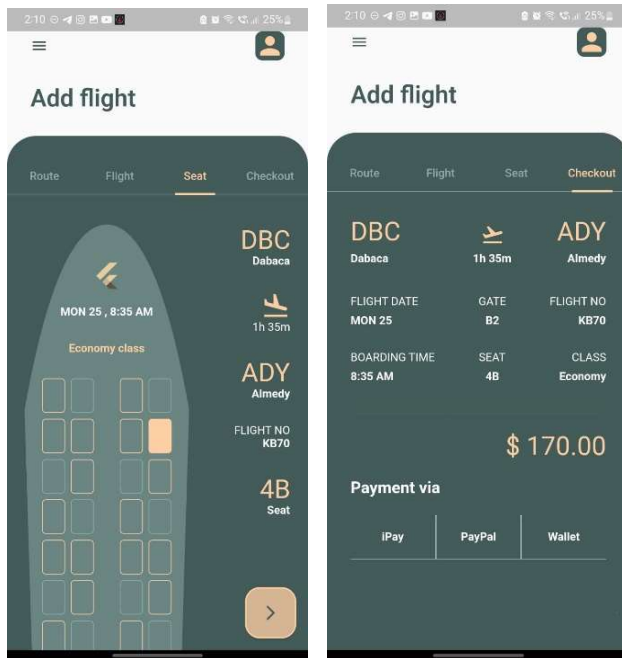 2:10
25%
Add flight
Route Flight Seat Checkout
DBC
Dabaca
MON 25 , 8:35 AM
1h 35m
Economy class
ADY
Almedy
FLIGHT NO
KB70
4B
Seat
2:10
25%
Add flight
Route Flight Seat Checkout
DBC ADY
Dabaca 1h 35m Almedy
FLIGHT DATE GATE FLIGHT NO
MON 25 B2 KB70
BOARDING TIME SEAT CLASS
8:35 AM 4B Economy
$ 170.00
Payment via
iPay PayPal Wallet